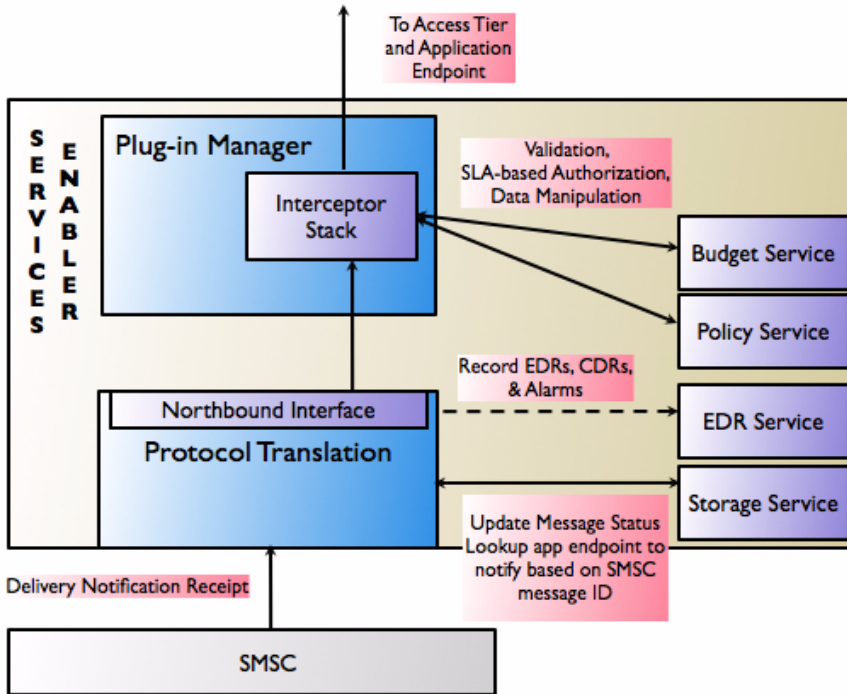 To Access Tier
and Application
Endpoint
SERVICES
ENABLER
Plug-in Manager
Interceptor
Stack
Validation,
SLA-based Authorization,
Data Manipulation
Budget Service
Policy Service
Record EDRs, CDRs,
& Alarms
Northbound Interface
Protocol Translation
EDR Service
Storage Service
Update Message Status
Lookup app endpoint to
notify based on SMSC
message ID
Delivery Notification Receipt
SMSC